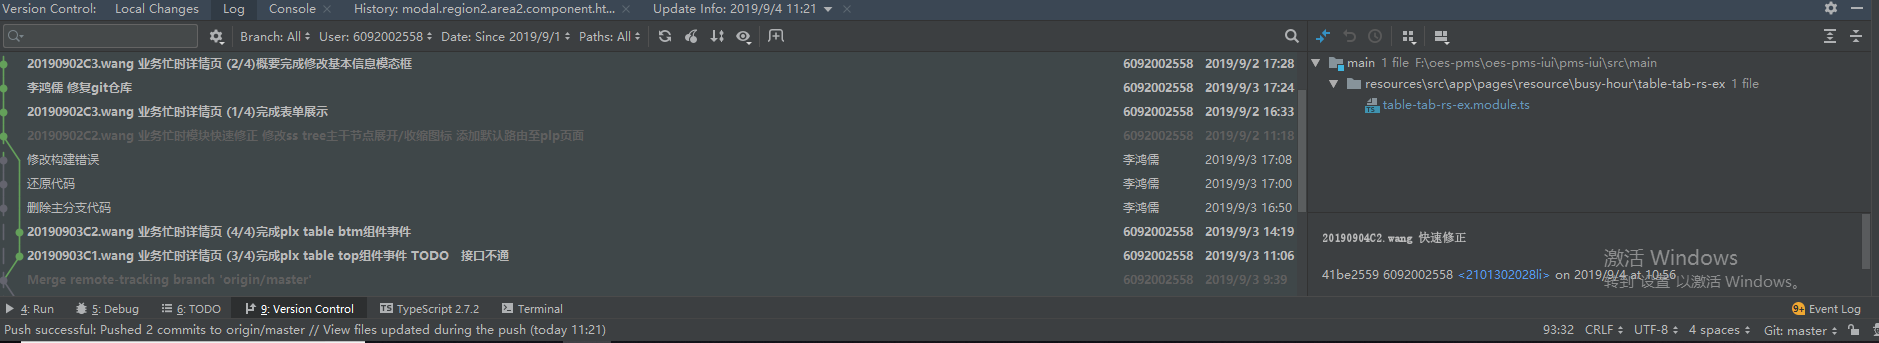 Version Control: Local Changes Log Console × History: modal.region2.area2.component.ht... × Update Info: 2019/9/4 11:21 ×
Branch: All User: 6092002558 Date: Since 2019/9/1 Paths: All
20190902C3.wang 业务忙时详情页 (2/4)概要完成修改基本信息模态框 6092002558 2019/9/2 17:28
李鸿儒 修复git仓库 6092002558 2019/9/3 17:24
20190902C3.wang 业务忙时详情页 (1/4)完成表单展示 6092002558 2019/9/2 16:33
20190902C2.wang 业务忙时模块快速修正 修改ss tree主干节点展开/收缩图标 添加默认路由至plp页面 6092002558 2019/9/2 11:18
修改构建错误 李鸿儒 2019/9/3 17:08
还原代码 李鸿儒 2019/9/3 17:00
删除主分支代码 李鸿儒 2019/9/3 16:50
20190903C2.wang 业务忙时详情页 (4/4)完成plx table btm组件事件 6092002558 2019/9/3 14:19
20190903C1.wang 业务忙时详情页 (3/4)完成plx table top组件事件 TODO 接口不通 6092002558 2019/9/3 11:06
Merge remote-tracking branch 'origin/master' 6092002558 2019/9/3 9:39
main 1 file F:\oes-pms\oes-pms-iui\pms-iui\src\main
resources\src\app\pages\resource\busy-hour\table-tab-rs-ex 1 file
table-tab-rs-ex.module.ts
20190904C2.wang 快速修正
41be2559 6092002558 <2101302028li> on 2019/9/4 at 10:56
激活 Windows
转到"设置"以激活 Windows。
4: Run 5: Debug 6: TODO 9: Version Control TypeScript 2.7.2 Terminal 9+ Event Log
Push successful: Pushed 2 commits to origin/master // View files updated during the push (today 11:21) 93:32 CRLF UTF-8 4 spaces Git: master